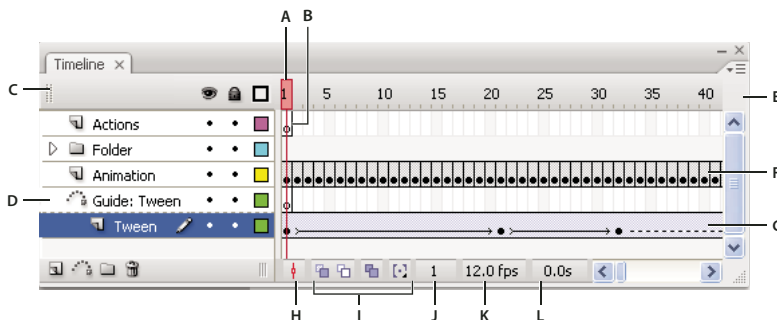 A B
Timeline
C
1 5 10 15 20 25 30 35 40
Actions
Folder
Animation
D Guide: Tween
Tween
1 12.0 fps 0.0s
H I J K L